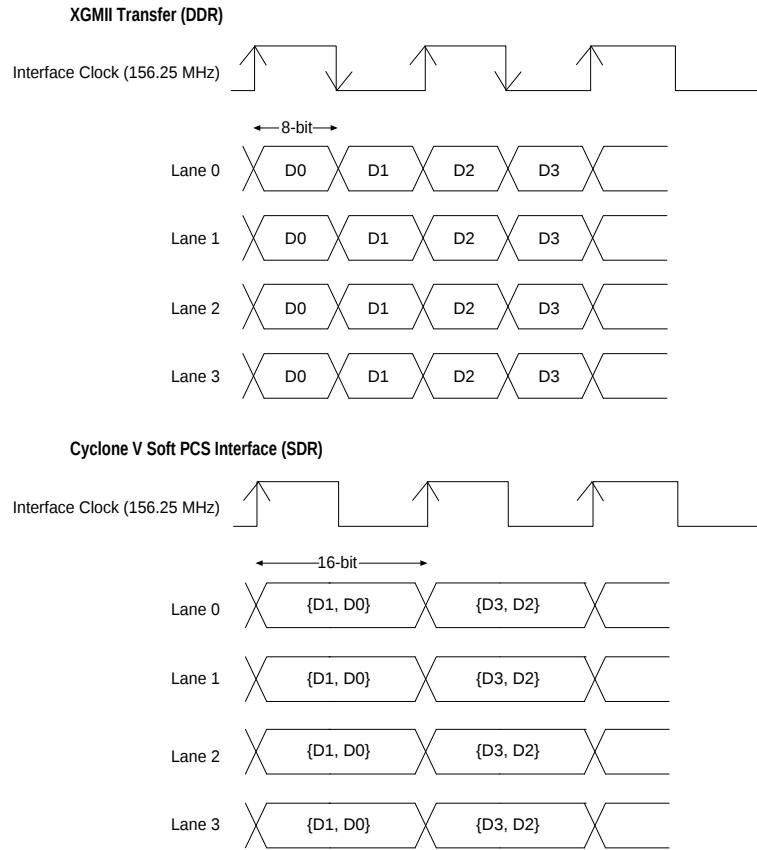 XGMII Transfer (DDR)
Interface Clock (156.25 MHz)
8-bit
Lane 0 D0 D1 D2 D3
Lane 1 D0 D1 D2 D3
Lane 2 D0 D1 D2 D3
Lane 3 D0 D1 D2 D3
Cyclone V Soft PCS Interface (SDR)
Interface Clock (156.25 MHz)
16-bit
Lane 0 {D1, D0} {D3, D2}
Lane 1 {D1, D0} {D3, D2}
Lane 2 {D1, D0} {D3, D2}
Lane 3 {D1, D0} {D3, D2}